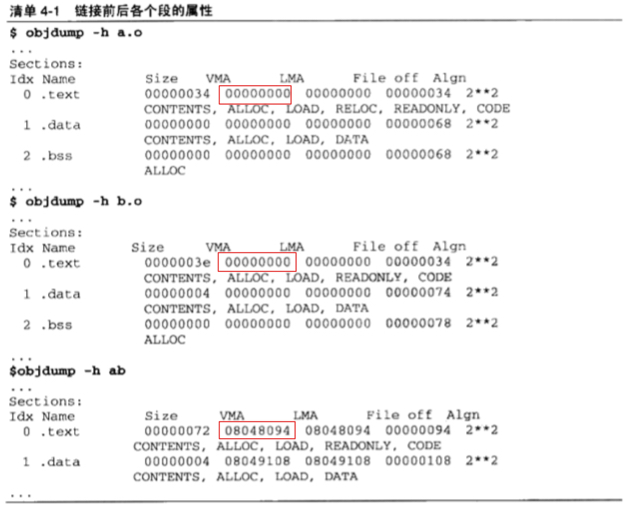 清单 4-1 链接前后各个段的属性
$ objdump -h a.o
...
Sections:
Idx Name Size VMA LMA File off Algn
0 .text 00000034 00000000 00000000 00000034 2**2
CONTENTS, ALLOC, LOAD, RELOC, READONLY, CODE
1 .data 00000000 00000000 00000000 00000068 2**2
CONTENTS, ALLOC, LOAD, DATA
2 .bss 00000000 00000000 00000000 00000068 2**2
ALLOC
...
$ objdump -h b.o
...
Sections:
Idx Name Size VMA LMA File off Algn
0 .text 0000003e 00000000 00000000 00000034 2**2
CONTENTS, ALLOC, LOAD, READONLY, CODE
1 .data 00000004 00000000 00000000 00000074 2**2
CONTENTS, ALLOC, LOAD, DATA
2 .bss 00000000 00000000 00000000 00000078 2**2
ALLOC
...
$objdump -h ab
...
Sections:
Idx Name Size VMA LMA File off Algn
0 .text 00000072 08048094 08048094 00000094 2**2
CONTENTS, ALLOC, LOAD, READONLY, CODE
1 .data 00000004 08049108 08049108 00000108 2**2
CONTENTS, ALLOC, LOAD, DATA
...